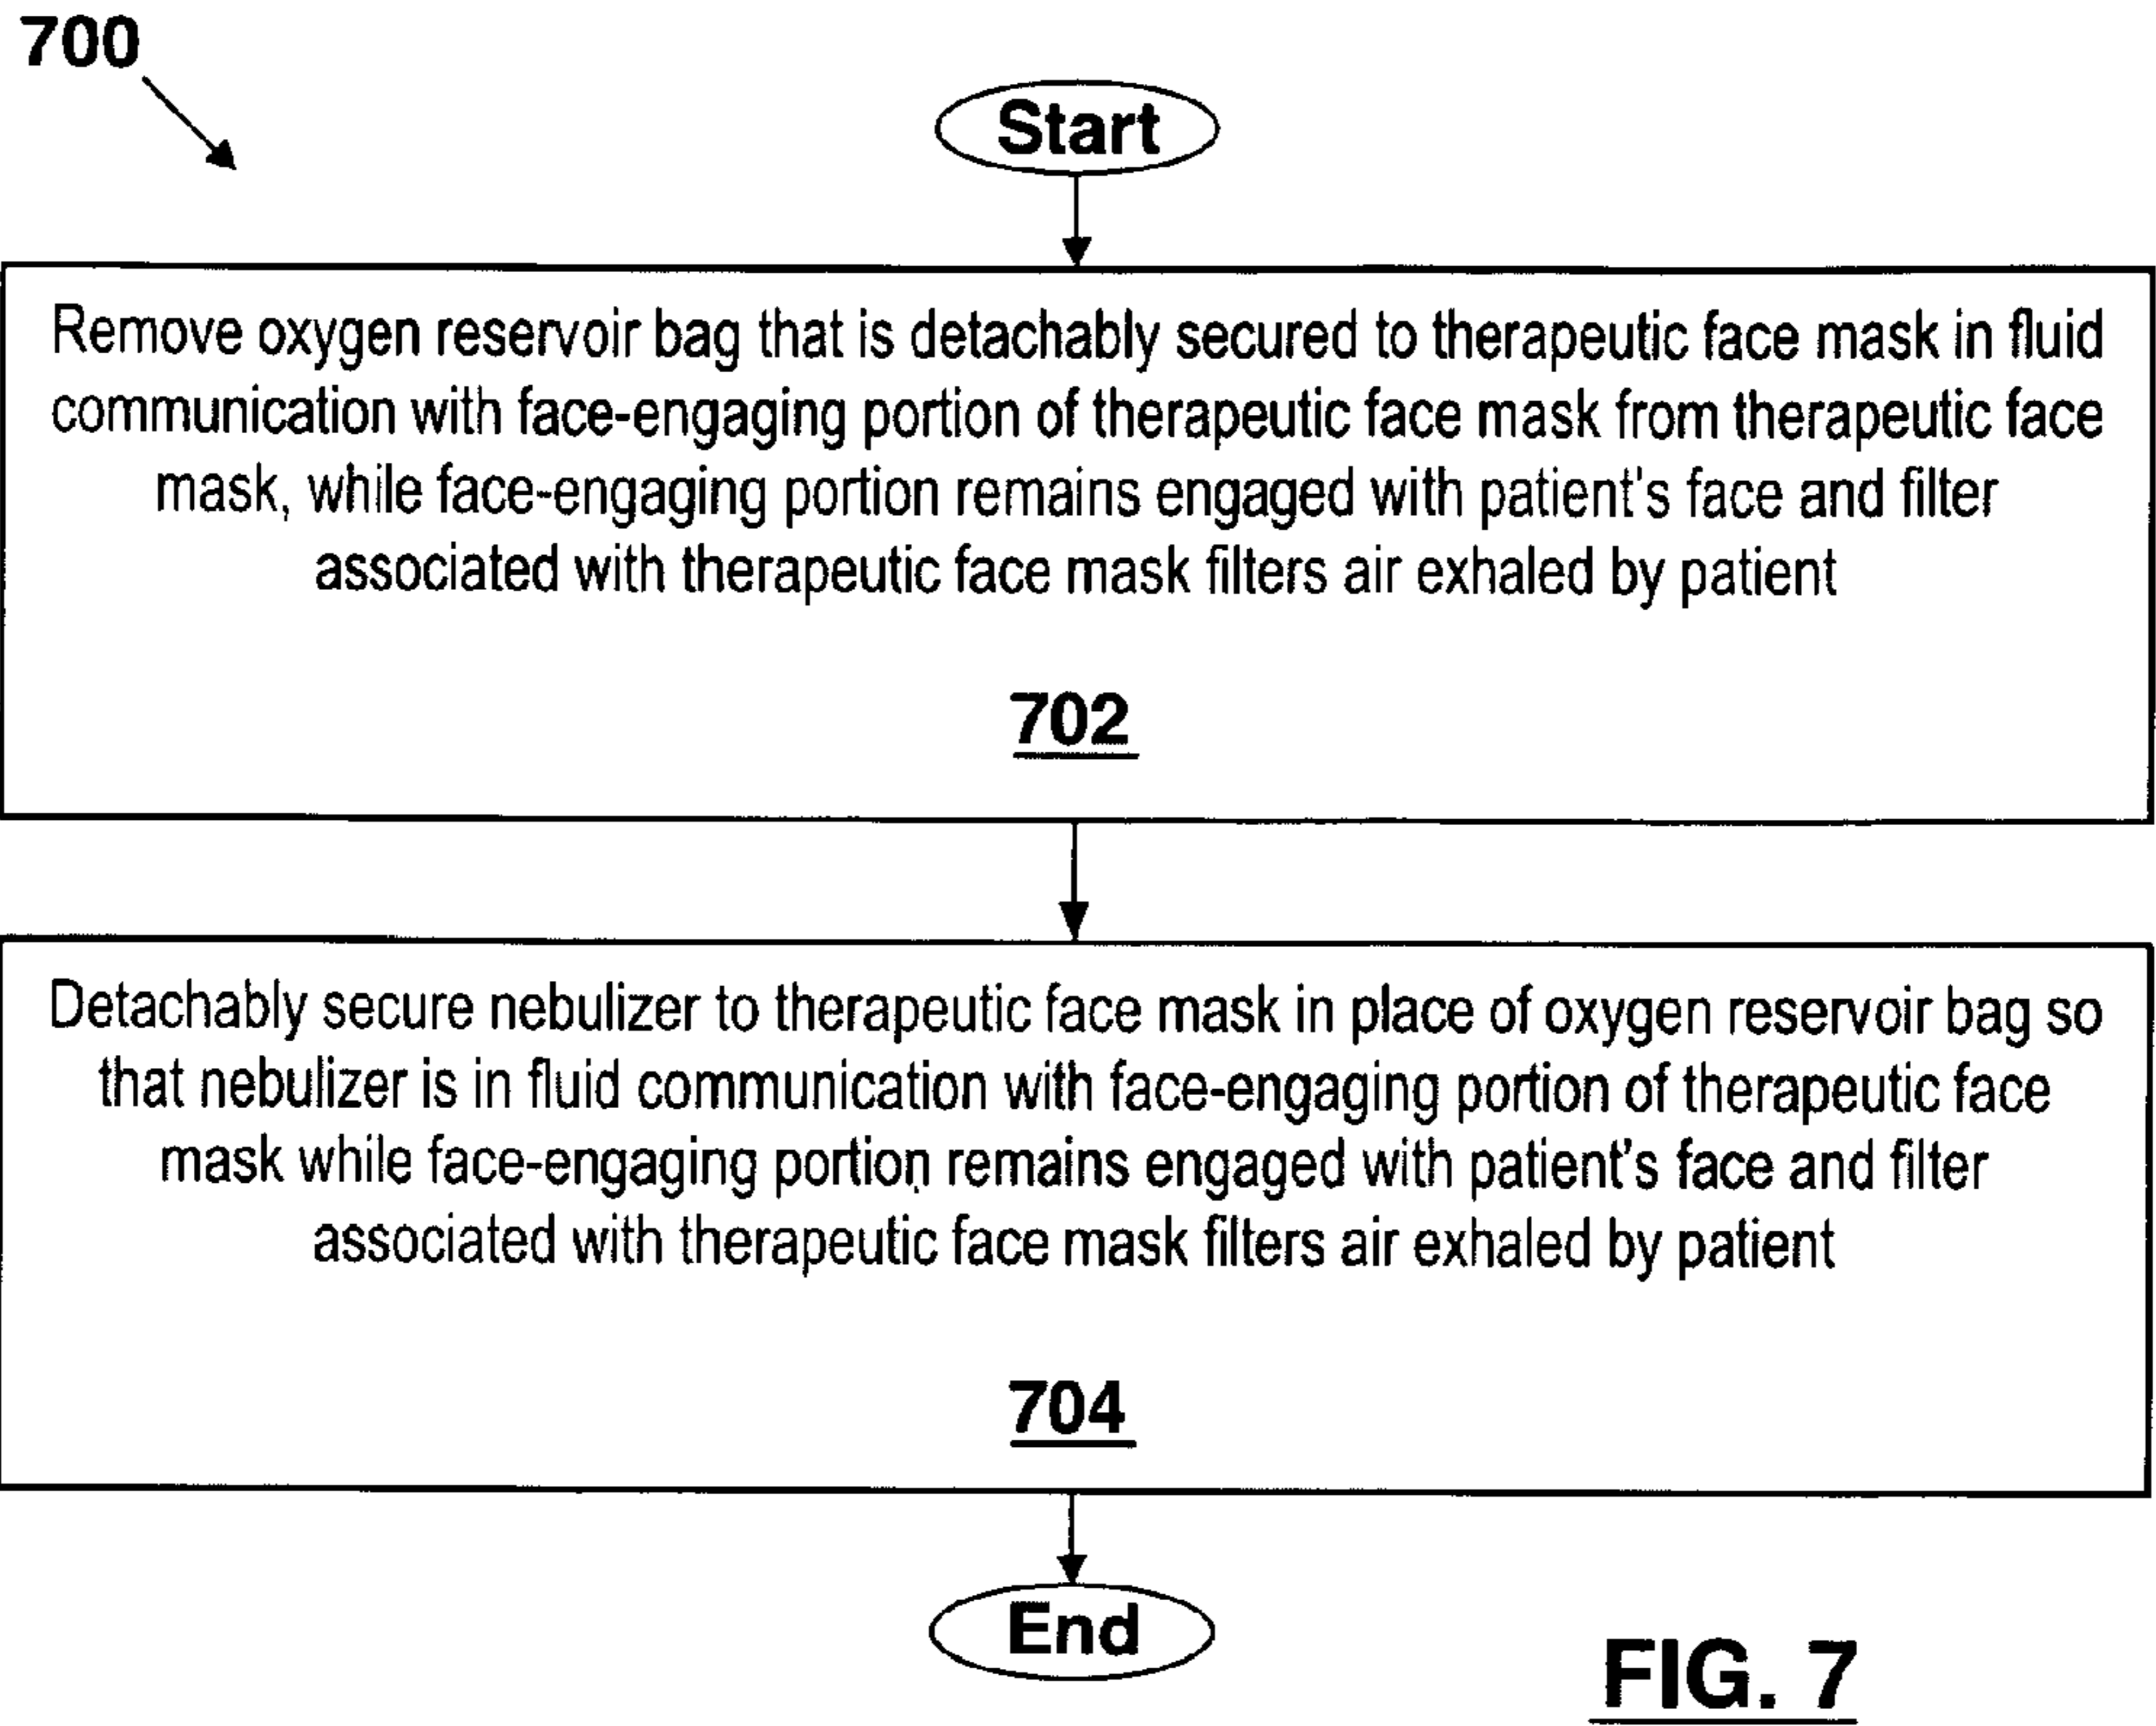 700
Start
Remove oxygen reservoir bag that is detachably secured to therapeutic face mask in fluid
communication with face-engaging portion of therapeutic face mask from therapeutic face
mask, while face-engaging portion remains engaged with patient's face and filter
associated with therapeutic face mask filters air exhaled by patient
702
Detachably secure nebulizer to therapeutic face mask in place of oxygen reservoir bag so
that nebulizer is in fluid communication with face-engaging portion of therapeutic face
mask while face-engaging portion remains engaged with patient's face and filter
associated with therapeutic face mask filters air exhaled by patient
704
End
FIG. 7